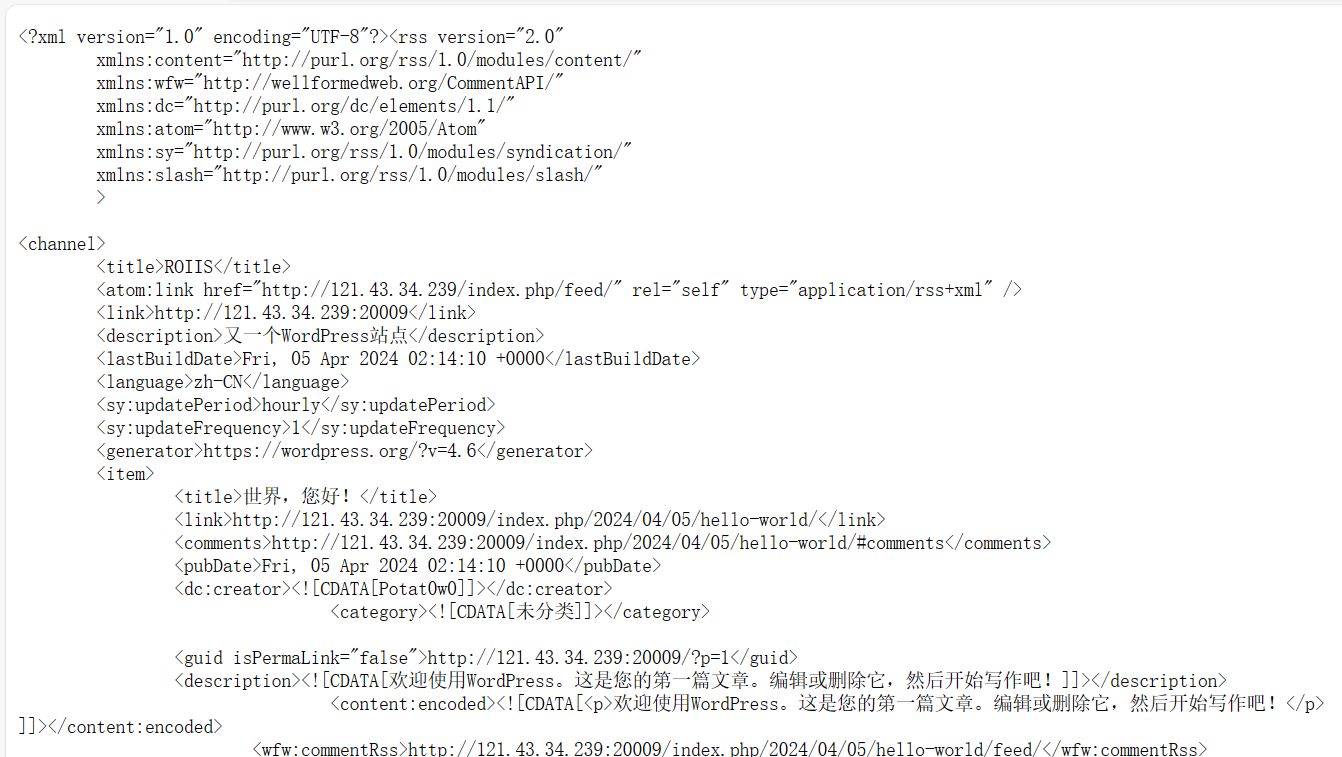 <?xml version="1.0" encoding="UTF-8"?><rss version="2.0"
xmlns:content="http://purl.org/rss/1.0/modules/content/"
xmlns:wfw="http://wellformedweb.org/CommentAPI/"
xmlns:dc="http://purl.org/dc/elements/1.1/"
xmlns:atom="http://www.w3.org/2005/Atom"
xmlns:sy="http://purl.org/rss/1.0/modules/syndication/"
xmlns:slash="http://purl.org/rss/1.0/modules/slash/"
>
<channel>
<title>ROIIS</title>
<atom:link href="http://121.43.34.239/index.php/feed/" rel="self" type="application/rss+xml" />
<link>http://121.43.34.239:20009</link>
<description>又一个WordPress站点</description>
<lastBuildDate>Fri, 05 Apr 2024 02:14:10 +0000</lastBuildDate>
<language>zh-CN</language>
<sy:updatePeriod>hourly</sy:updatePeriod>
<sy:updateFrequency>1</sy:updateFrequency>
<generator>https://wordpress.org/?v=4.6</generator>
<item>
<title>世界，您好！</title>
<link>http://121.43.34.239:20009/index.php/2024/04/05/hello-world/</link>
<comments>http://121.43.34.239:20009/index.php/2024/04/05/hello-world/#comments</comments>
<pubDate>Fri, 05 Apr 2024 02:14:10 +0000</pubDate>
<dc:creator><![CDATA[Potat0w0]]></dc:creator>
<category><![CDATA[未分类]]></category>
<guid isPermaLink="false">http://121.43.34.239:20009/?p=1</guid>
<description><![CDATA[欢迎使用WordPress。这是您的第一篇文章。编辑或删除它，然后开始写作吧！]]></description>
<content:encoded><![CDATA[<p>欢迎使用WordPress。这是您的第一篇文章。编辑或删除它，然后开始写作吧！</p>
]]></content:encoded>
<wfw:commentRss>http://121.43.34.239:20009/index.php/2024/04/05/hello-world/feed/</wfw:commentRss>